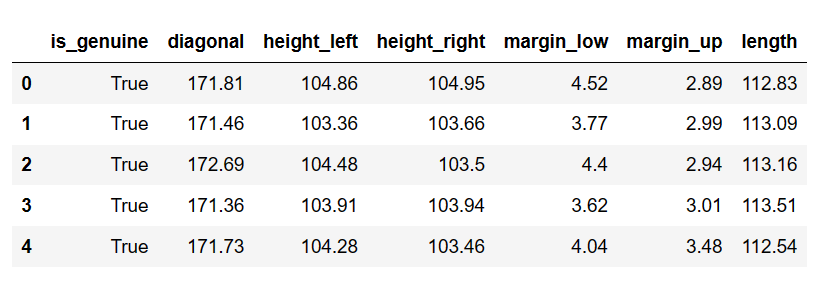 is_genuine diagonal height_left height_right margin_low margin_up length
0 True 171.81 104.86 104.95 4.52 2.89 112.83
1 True 171.46 103.36 103.66 3.77 2.99 113.09
2 True 172.69 104.48 103.5 4.4 2.94 113.16
3 True 171.36 103.91 103.94 3.62 3.01 113.51
4 True 171.73 104.28 103.46 4.04 3.48 112.54